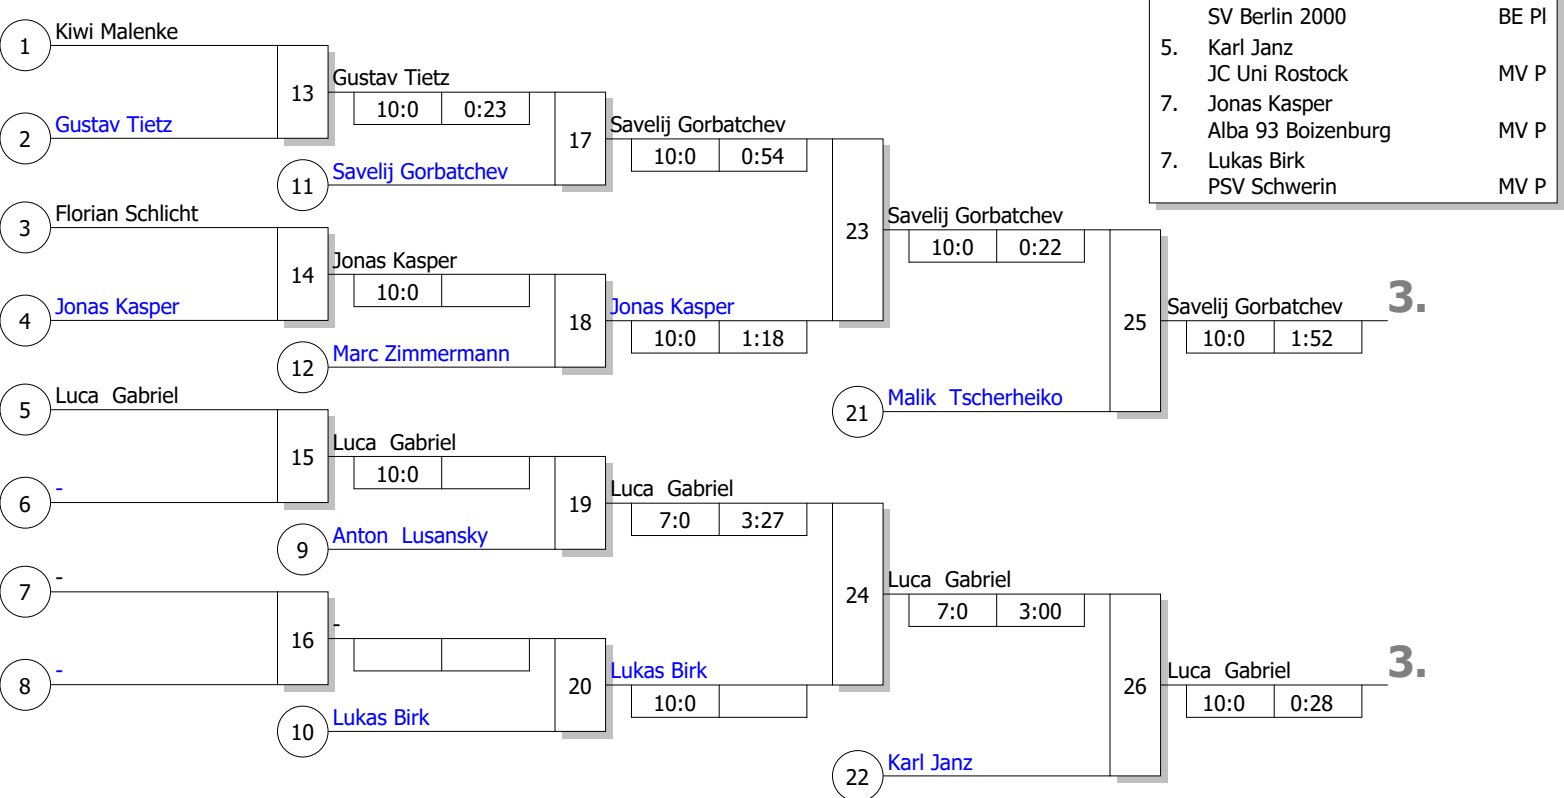 SV Berlin 2000 BE Pl
5. Karl Janz
JC Uni Rostock MV P
7. Jonas Kasper
Alba 93 Boizenburg MV P
7. Lukas Birk
PSV Schwerin MV P
1 Kiwi Malenke
13 Gustav Tietz
10:0 0:23
2 Gustav Tietz
17 Savelij Gorbatchev
10:0 0:54
11 Savelij Gorbatchev
3 Florian Schlicht
23 Savelij Gorbatchev
10:0 0:22
14 Jonas Kasper
10:0
4 Jonas Kasper
18 Jonas Kasper
10:0 1:18
12 Marc Zimmermann
25 Savelij Gorbatchev 3.
10:0 1:52
5 Luca Gabriel
21 Malik Tscherheiko
15 Luca Gabriel
10:0
6 -
19 Luca Gabriel
7:0 3:27
9 Anton Lusansky
7 -
24 Luca Gabriel
7:0 3:00
16 -
8 -
20 Lukas Birk
10:0
10 Lukas Birk
26 Luca Gabriel 3.
10:0 0:28
22 Karl Janz